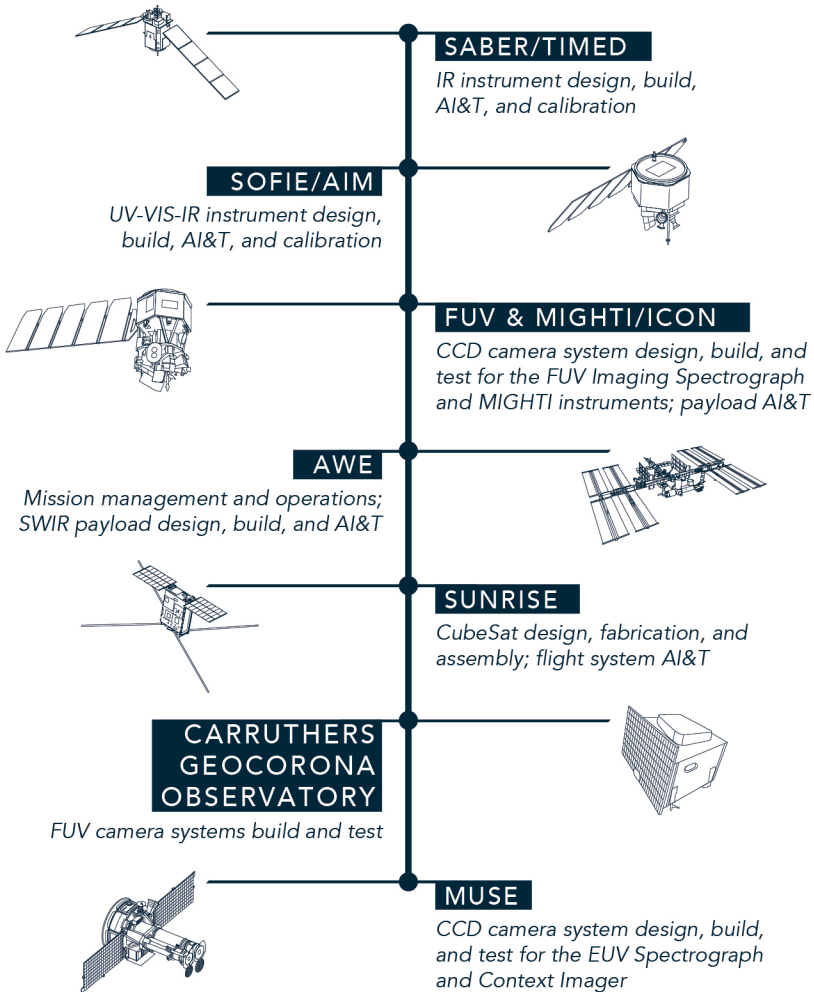 SABER/TIMED
IR instrument design, build,
AI&T, and calibration
SOFIE/AIM
UV-VIS-IR instrument design,
build, AI&T, and calibration
FUV & MIGHTI/ICON
CCD camera system design, build, and
test for the FUV Imaging Spectrograph
and MIGHTI instruments; payload AI&T
AWE
Mission management and operations;
SWIR payload design, build, and AI&T
SUNRISE
CubeSat design, fabrication, and
assembly; flight system AI&T
CARRUTHERS
GEOCORONA
OBSERVATORY
FUV camera systems build and test
MUSE
CCD camera system design, build,
and test for the EUV Spectrograph
and Context Imager